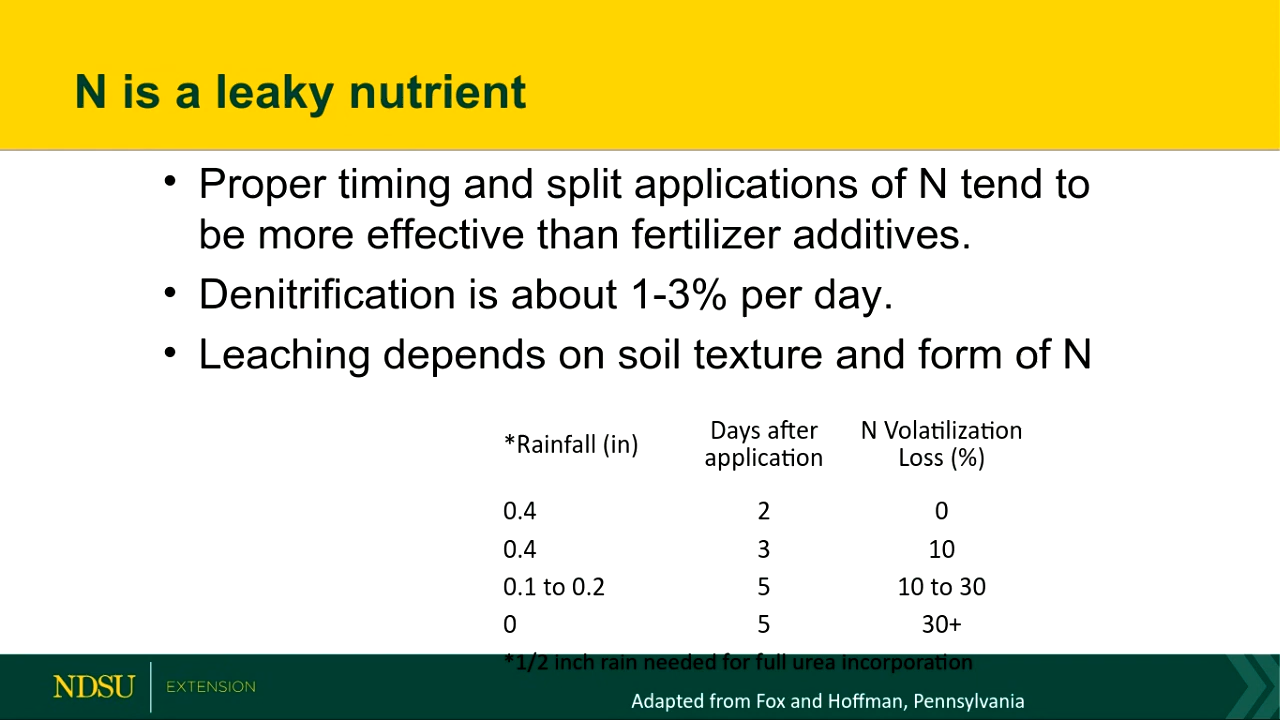 N is a leaky nutrient
• Proper timing and split applications of N tend to
be more effective than fertilizer additives.
• Denitrification is about 1-3% per day.
• Leaching depends on soil texture and form of N
*Rainfall (in) Days after application N Volatilization Loss (%)
0.4 2 0
0.4 3 10
0.1 to 0.2 5 10 to 30
0 5 30+
*1/2 inch rain needed for full urea incorporation
NDSU EXTENSION
Adapted from Fox and Hoffman, Pennsylvania